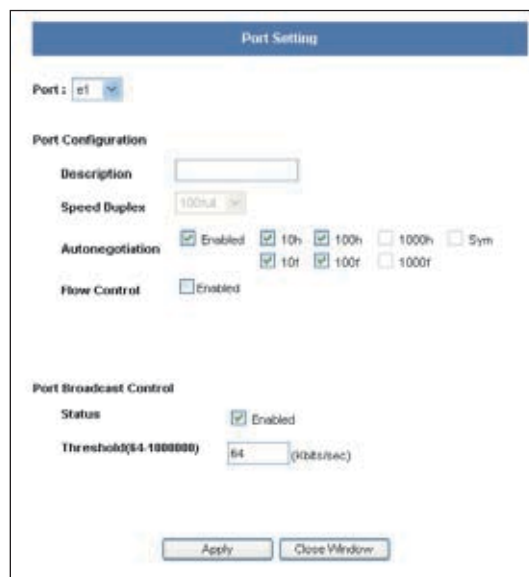 Port Setting
Port : e1
Port Configuration
Description
Speed Duplex 100full
Autonegotiation Enabled 10h 100h 1000h Sym
10f 100f 1000f
Flow Control Enabled
Port Broadcast Control
Status Enabled
Threshold(64-1000000) 64 (Kbits/sec)
Apply Close Window